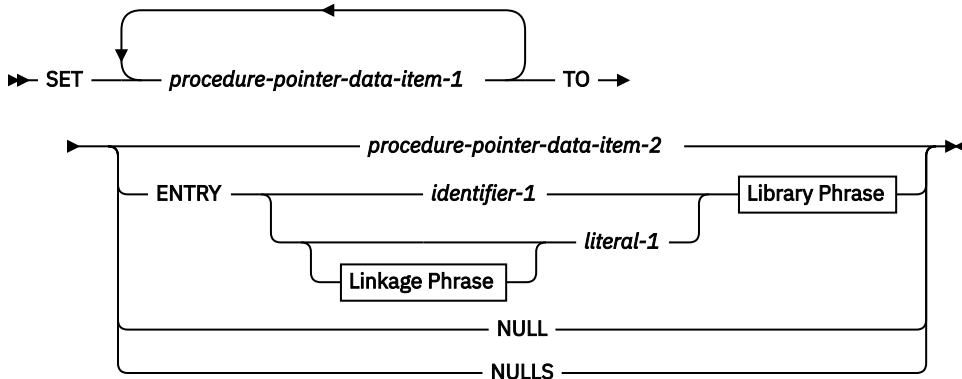 SET procedure-pointer-data-item-1 TO
procedure-pointer-data-item-2
ENTRY identifier-1 Library Phrase
literal-1
Linkage Phrase
NULL
NULLS